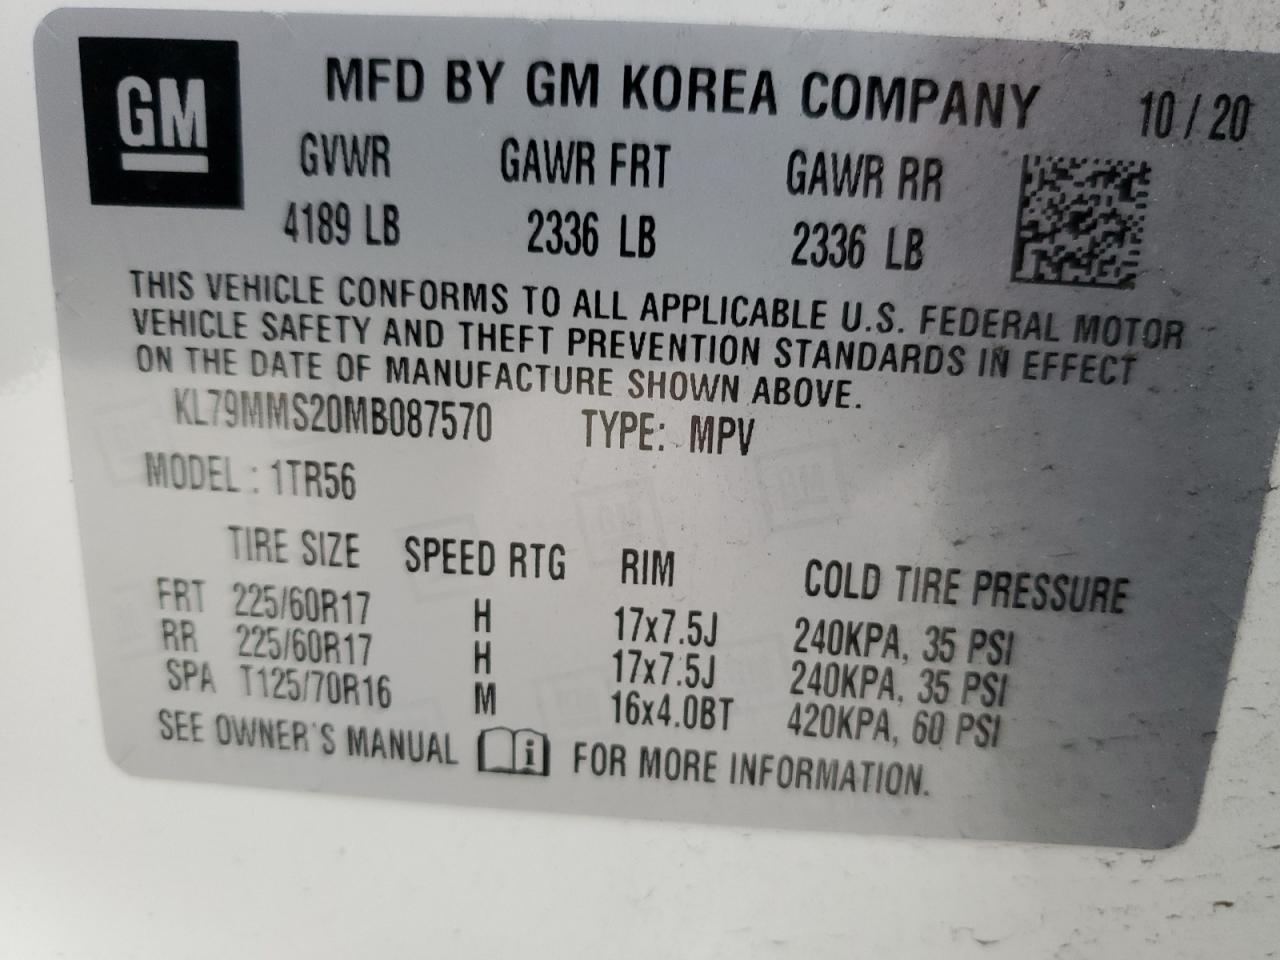 GM
MFD BY GM KOREA COMPANY 10 / 20
GVWR GAWR FRT GAWR RR
4189 LB 2336 LB 2336 LB
THIS VEHICLE CONFORMS TO ALL APPLICABLE U.S. FEDERAL MOTOR
VEHICLE SAFETY AND THEFT PREVENTION STANDARDS IN EFFECT
ON THE DATE OF MANUFACTURE SHOWN ABOVE.
KL79MMS20MB087570 TYPE: MPV
MODEL : 1TR56
TIRE SIZE SPEED RTG RIM COLD TIRE PRESSURE
FRT 225/60R17 H 17x7.5J 240KPA, 35 PSI
RR 225/60R17 H 17x7.5J 240KPA, 35 PSI
SPA T125/70R16 M 16x4.0BT 420KPA, 60 PSI
SEE OWNER'S MANUAL i FOR MORE INFORMATION.